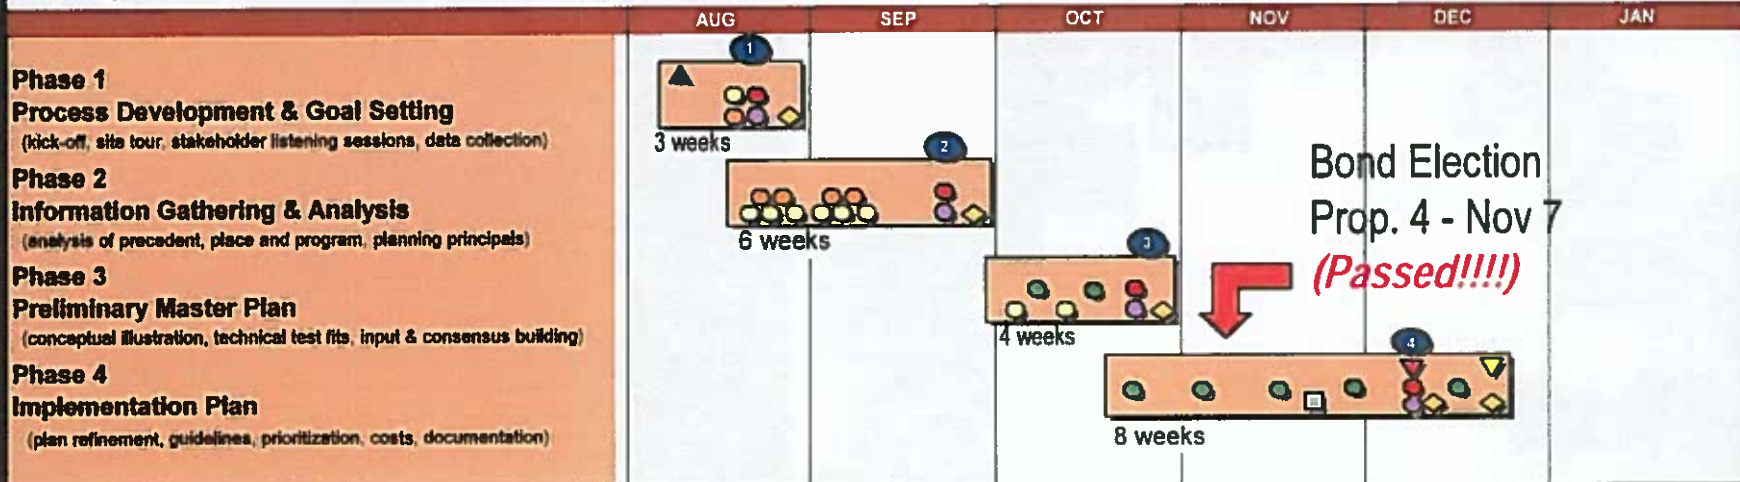 AUG SEP OCT NOV DEC JAN
Phase 1
Process Development & Goal Setting
(kick-off, site tour, stakeholder listening sessions, data collection)
1
3 weeks
Phase 2
Information Gathering & Analysis
(analysis of precedent, place and program, planning principals)
2
6 weeks
Phase 3
Preliminary Master Plan
(conceptual illustration, technical test fits, input & consensus building)
3
4 weeks
Bond Election
Prop. 4 - Nov 7
(Passed!!!!)
Phase 4
Implementation Plan
(plan refinement, guidelines, prioritization, costs, documentation)
4
8 weeks